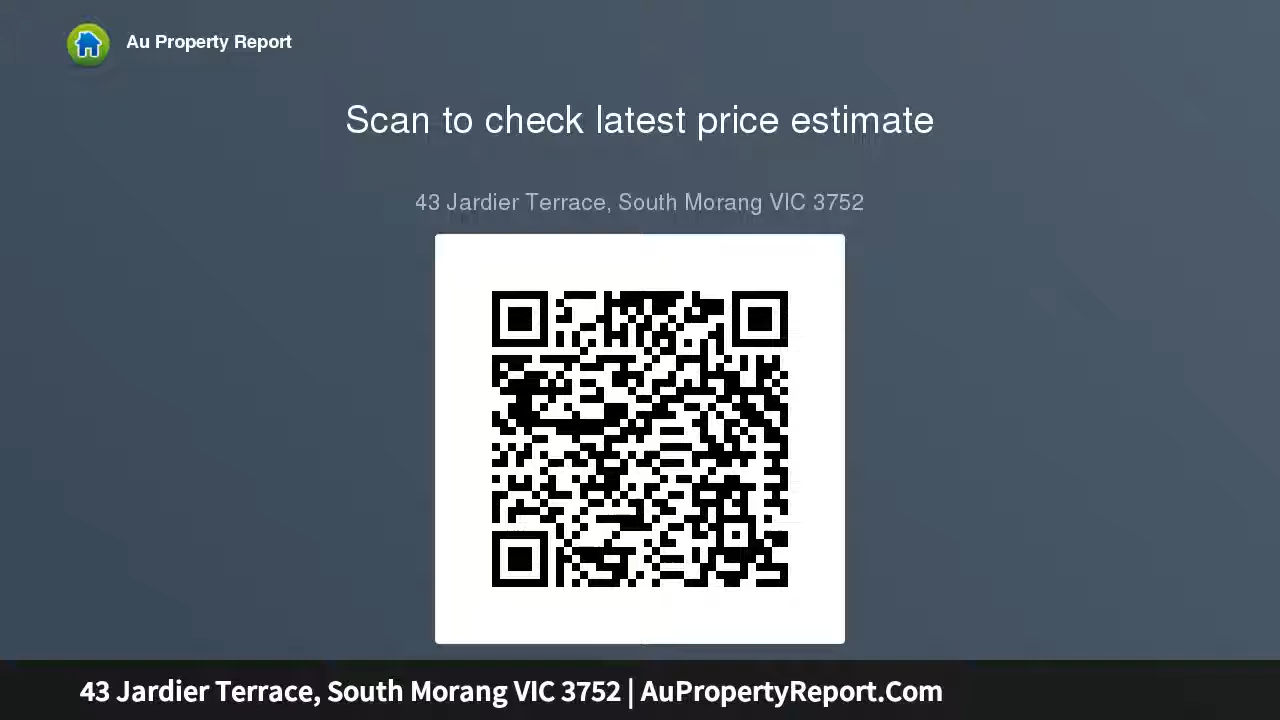 Au Property Report
Scan to check latest price estimate
43 Jardier Terrace, South Morang VIC 3752
43 Jardier Terrace, South Morang VIC 3752 | AuPropertyReport.Com